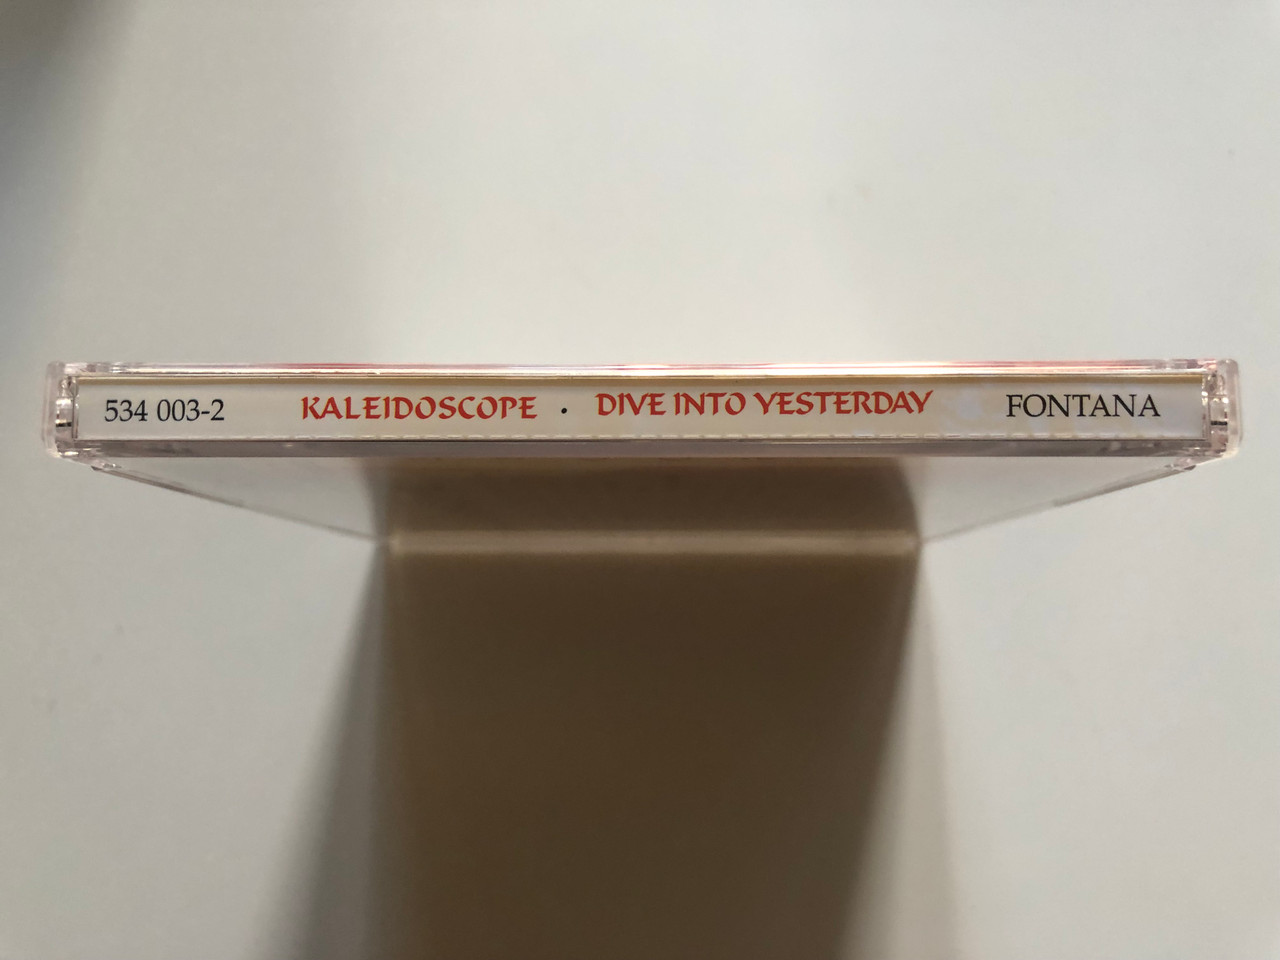 534 003-2 KALEIDOSCOPE · DIVE INTO YESTERDAY FONTANA